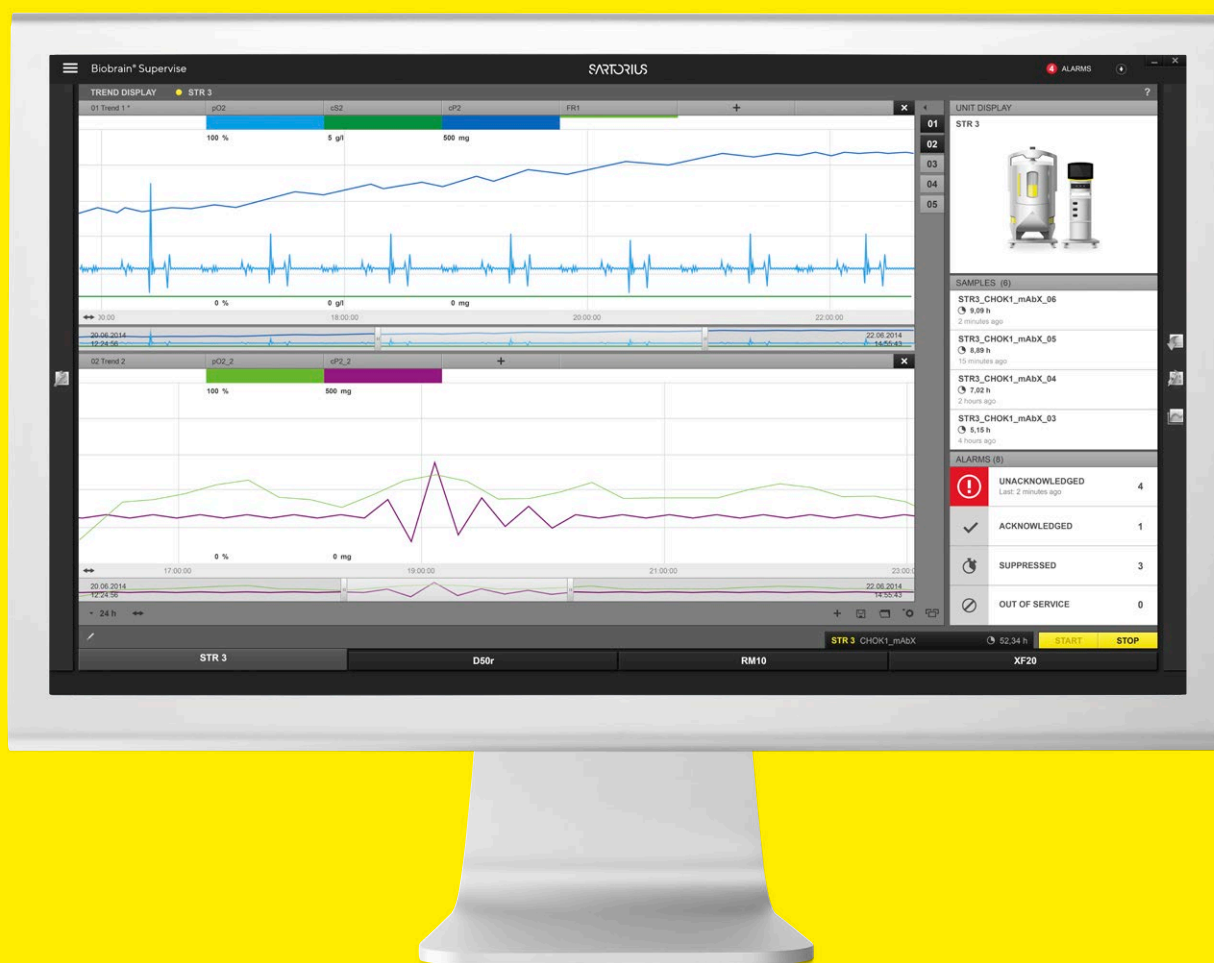 Biobrain® Supervise
SARTORIUS
4 ALARMS
TREND DISPLAY STR 3
?
01 Trend 1 * pO2 cS2 cP2 FR1 +
100 % 5 g/l 500 mg
0 % 0 g/l 0 mg
18:00:00 20:00:00 22:00:00
20.06.2014
12:24:56
22.06.2014
14:55:43
02 Trend 2 pO2_2 cP2_2 +
100 % 500 mg
0 % 0 mg
17:00:00 19:00:00 21:00:00
20.06.2014
12:24:56
22.06.2014
14:55:43
24 h
01
02
03
04
05
UNIT DISPLAY
STR 3
SAMPLES (6)
STR3_CHOK1_mAbX_06
9,09 h
2 minutes ago
STR3_CHOK1_mAbX_05
8,89 h
15 minutes ago
STR3_CHOK1_mAbX_04
7,02 h
2 hours ago
STR3_CHOK1_mAbX_03
5,15 h
4 hours ago
ALARMS (8)
UNACKNOWLEDGED 4
Last: 2 minutes ago
ACKNOWLEDGED 1
SUPPRESSED 3
OUT OF SERVICE 0
STR 3 CHOK1_mAbX 52,34 h START STOP
STR 3 D50r RM10 XF20